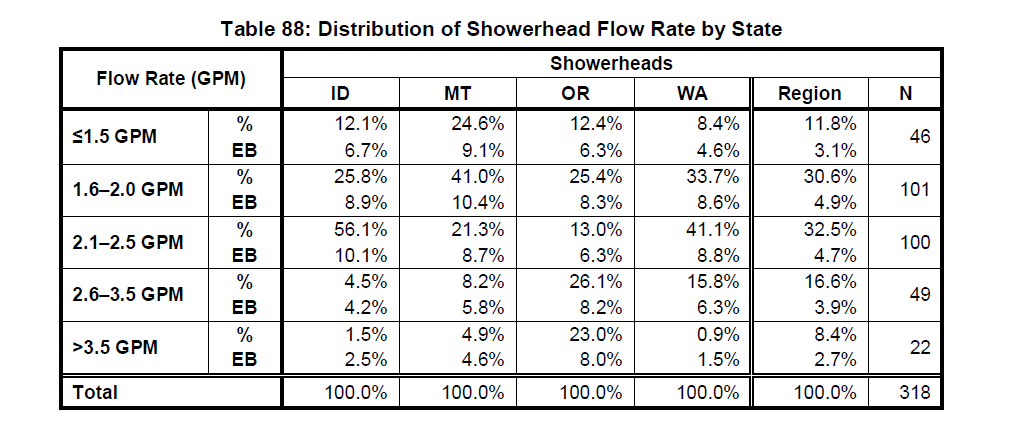 Table 88: Distribution of Showerhead Flow Rate by State
Flow Rate (GPM) Showerheads
ID MT OR WA Region N
≤1.5 GPM % 12.1% 24.6% 12.4% 8.4% 11.8% 46
EB 6.7% 9.1% 6.3% 4.6% 3.1%
1.6–2.0 GPM % 25.8% 41.0% 25.4% 33.7% 30.6% 101
EB 8.9% 10.4% 8.3% 8.6% 4.9%
2.1–2.5 GPM % 56.1% 21.3% 13.0% 41.1% 32.5% 100
EB 10.1% 8.7% 6.3% 8.8% 4.7%
2.6–3.5 GPM % 4.5% 8.2% 26.1% 15.8% 16.6% 49
EB 4.2% 5.8% 8.2% 6.3% 3.9%
>3.5 GPM % 1.5% 4.9% 23.0% 0.9% 8.4% 22
EB 2.5% 4.6% 8.0% 1.5% 2.7%
Total 100.0% 100.0% 100.0% 100.0% 100.0% 318